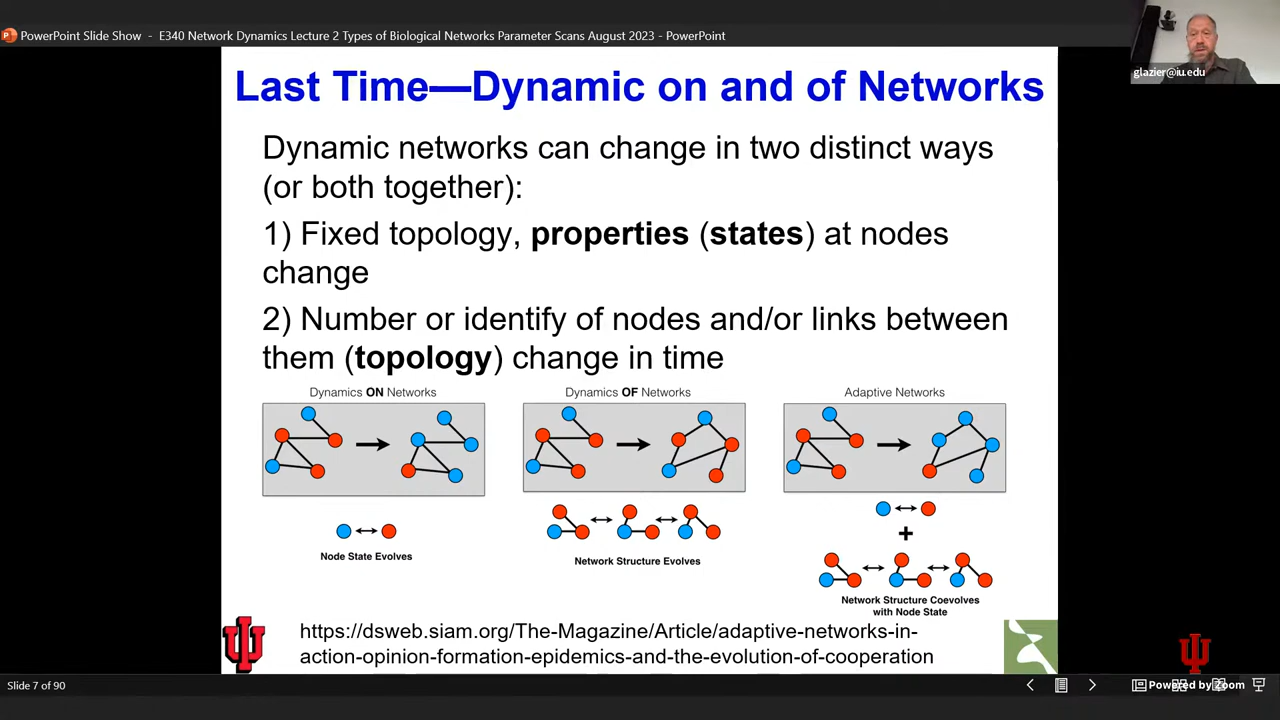 PowerPoint Slide Show - E340 Network Dynamics Lecture 2 Types of Biological Networks Parameter Scans August 2023 - PowerPoint
glazier@iu.edu
Last Time—Dynamic on and of Networks
Dynamic networks can change in two distinct ways
(or both together):
1) Fixed topology, properties (states) at nodes
change
2) Number or identify of nodes and/or links between
them (topology) change in time
Dynamics ON Networks
Dynamics OF Networks
Adaptive Networks
Node State Evolves
Network Structure Evolves
+
Network Structure Coevolves
with Node State
https://dsweb.siam.org/The-Magazine/Article/adaptive-networks-in-
action-opinion-formation-epidemics-and-the-evolution-of-cooperation
Slide 7 of 90
Powered by Zoom